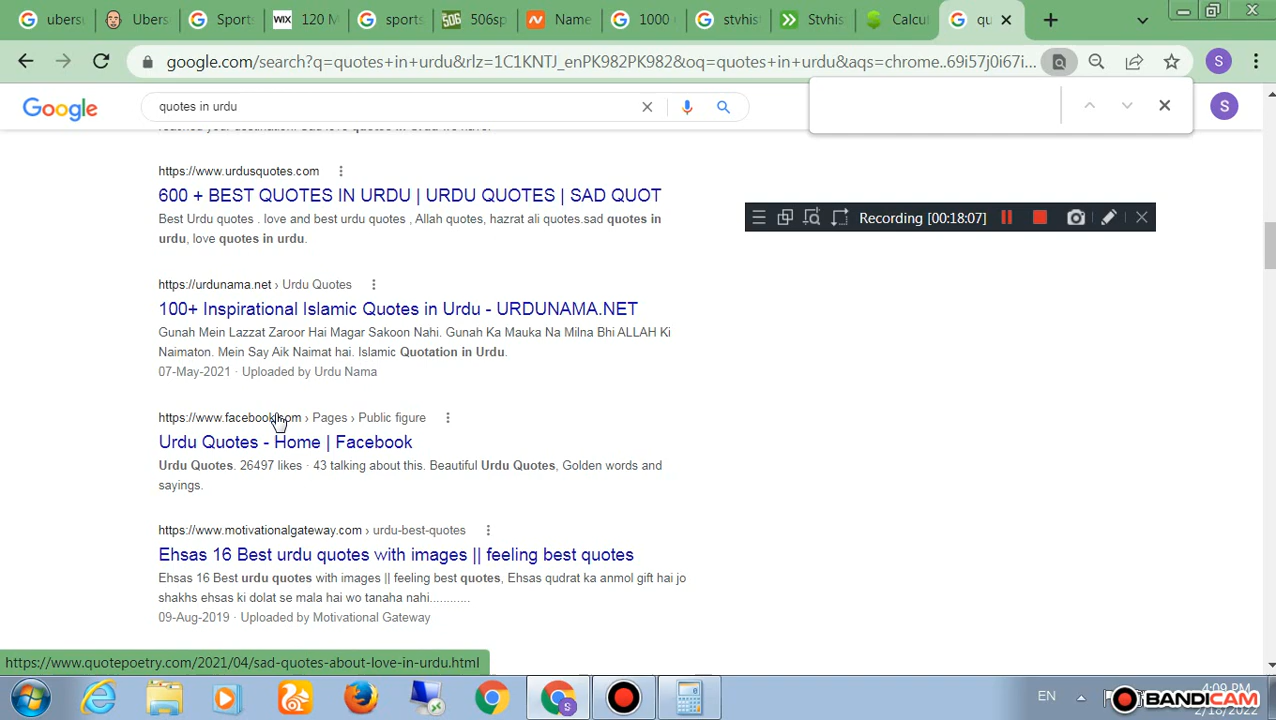 ubersu
Ubers
Sport
WIX 120 M
sports
506 506sp
Name
1000
stvhis
Stvhis
Calcul
qu
google.com/search?q=quotes+in+urdu&rlz=1C1KNTJ_enPK982PK982&oq=quotes+in+urdu&aqs=chrome..69i57j0i67i...
S
Google
quotes in urdu
S
https://www.urdusquotes.com
600 + BEST QUOTES IN URDU | URDU QUOTES | SAD QUOT
Best Urdu quotes . love and best urdu quotes , Allah quotes, hazrat ali quotes.sad quotes in
urdu, love quotes in urdu.
Recording [00:18:07]
https://urdunama.net › Urdu Quotes
100+ Inspirational Islamic Quotes in Urdu - URDUNAMA.NET
Gunah Mein Lazzat Zaroor Hai Magar Sakoon Nahi. Gunah Ka Mauka Na Milna Bhi ALLAH Ki
Naimaton. Mein Say Aik Naimat hai. Islamic Quotation in Urdu.
07-May-2021 · Uploaded by Urdu Nama
https://www.facebook.com › Pages › Public figure
Urdu Quotes - Home | Facebook
Urdu Quotes. 26497 likes · 43 talking about this. Beautiful Urdu Quotes, Golden words and
sayings.
https://www.motivationalgateway.com › urdu-best-quotes
Ehsas 16 Best urdu quotes with images || feeling best quotes
Ehsas 16 Best urdu quotes with images || feeling best quotes, Ehsas qudrat ka anmol gift hai jo
shakhs ehsas ki dolat se mala hai wo tanaha nahi............
09-Aug-2019 · Uploaded by Motivational Gateway
https://www.quotepoetry.com/2021/04/sad-quotes-about-love-in-urdu.html
EN
4:09 PM
BANDICAM
2/18/2022